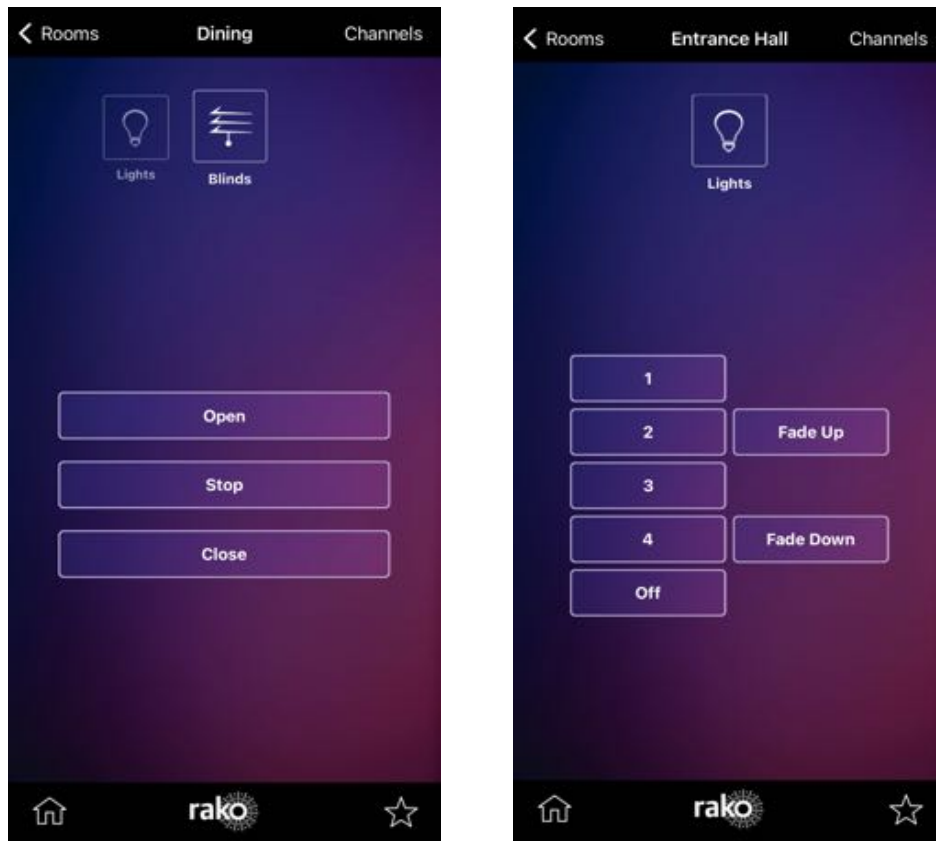 Rooms Dining Channels
Lights Blinds
Open
Stop
Close
rako
Rooms Entrance Hall Channels
Lights
1
2 Fade Up
3
4 Fade Down
Off
rako